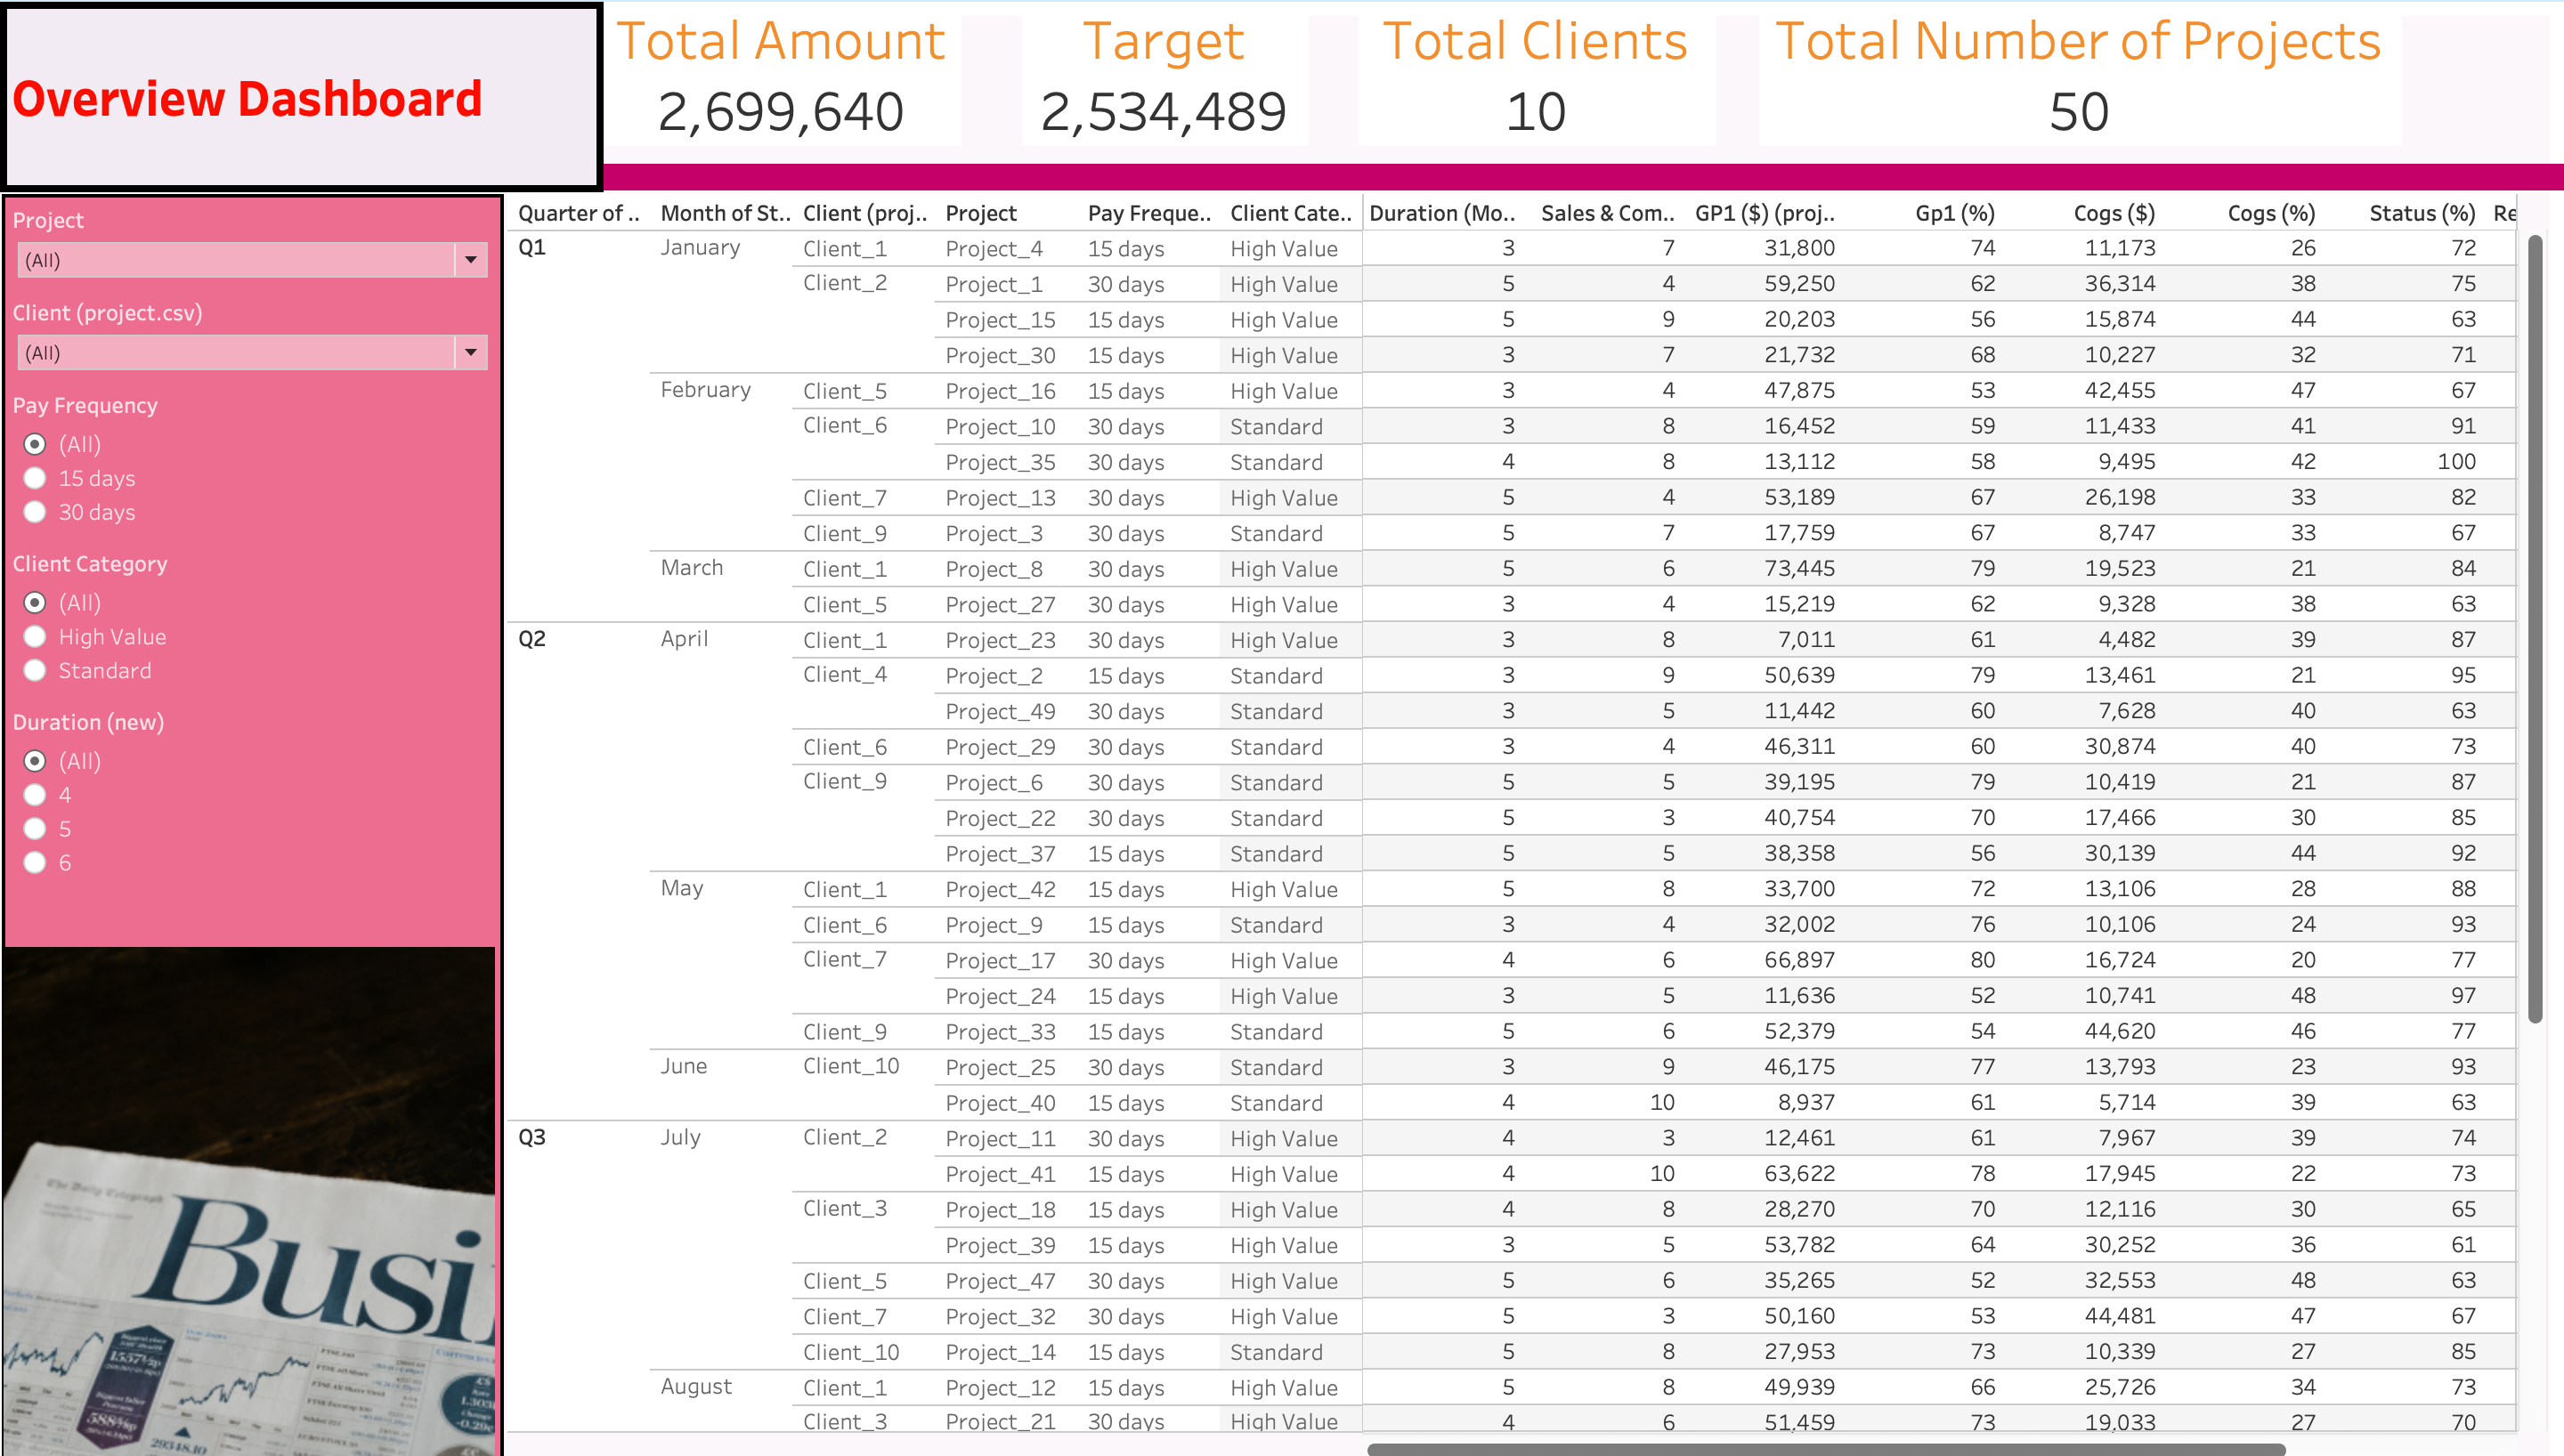 Overview Dashboard
Total Amount
2,699,640
Target
2,534,489
Total Clients
10
Total Number of Projects
50
Project
(All)
Client (project.csv)
(All)
Pay Frequency
(All)
15 days
30 days
Client Category
(All)
High Value
Standard
Duration (new)
(All)
4
5
6
The Daily Telegraph
Busi
1557%p
588%p
29348.10
Quarter of .. Month of St.. Client (proj.. Project Pay Freque.. Client Cate.. Duration (Mo.. Sales & Com.. GP1 ($) (proj.. Gp1 (%) Cogs ($) Cogs (%) Status (%) Re
Q1 January Client_1 Project_4 15 days High Value 3 7 31,800 74 11,173 26 72
Client_2 Project_1 30 days High Value 5 4 59,250 62 36,314 38 75
Project_15 15 days High Value 5 9 20,203 56 15,874 44 63
Project_30 15 days High Value 3 7 21,732 68 10,227 32 71
February Client_5 Project_16 15 days High Value 3 4 47,875 53 42,455 47 67
Client_6 Project_10 30 days Standard 3 8 16,452 59 11,433 41 91
Project_35 30 days Standard 4 8 13,112 58 9,495 42 100
Client_7 Project_13 30 days High Value 5 4 53,189 67 26,198 33 82
Client_9 Project_3 30 days Standard 5 7 17,759 67 8,747 33 67
March Client_1 Project_8 30 days High Value 5 6 73,445 79 19,523 21 84
Client_5 Project_27 30 days High Value 3 4 15,219 62 9,328 38 63
Q2 April Client_1 Project_23 30 days High Value 3 8 7,011 61 4,482 39 87
Client_4 Project_2 15 days Standard 3 9 50,639 79 13,461 21 95
Project_49 30 days Standard 3 5 11,442 60 7,628 40 63
Client_6 Project_29 30 days Standard 3 4 46,311 60 30,874 40 73
Client_9 Project_6 30 days Standard 5 5 39,195 79 10,419 21 87
Project_22 30 days Standard 5 3 40,754 70 17,466 30 85
Project_37 15 days Standard 5 5 38,358 56 30,139 44 92
May Client_1 Project_42 15 days High Value 5 8 33,700 72 13,106 28 88
Client_6 Project_9 15 days Standard 3 4 32,002 76 10,106 24 93
Client_7 Project_17 30 days High Value 4 6 66,897 80 16,724 20 77
Project_24 15 days High Value 3 5 11,636 52 10,741 48 97
Client_9 Project_33 15 days Standard 5 6 52,379 54 44,620 46 77
June Client_10 Project_25 30 days Standard 3 9 46,175 77 13,793 23 93
Project_40 15 days Standard 4 10 8,937 61 5,714 39 63
Q3 July Client_2 Project_11 30 days High Value 4 3 12,461 61 7,967 39 74
Project_41 15 days High Value 4 10 63,622 78 17,945 22 73
Client_3 Project_18 15 days High Value 4 8 28,270 70 12,116 30 65
Project_39 15 days High Value 3 5 53,782 64 30,252 36 61
Client_5 Project_47 30 days High Value 5 6 35,265 52 32,553 48 63
Client_7 Project_32 30 days High Value 5 3 50,160 53 44,481 47 67
Client_10 Project_14 15 days Standard 5 8 27,953 73 10,339 27 85
August Client_1 Project_12 15 days High Value 5 8 49,939 66 25,726 34 73
Client_3 Project_21 30 days High Value 4 6 51,459 73 19,033 27 70